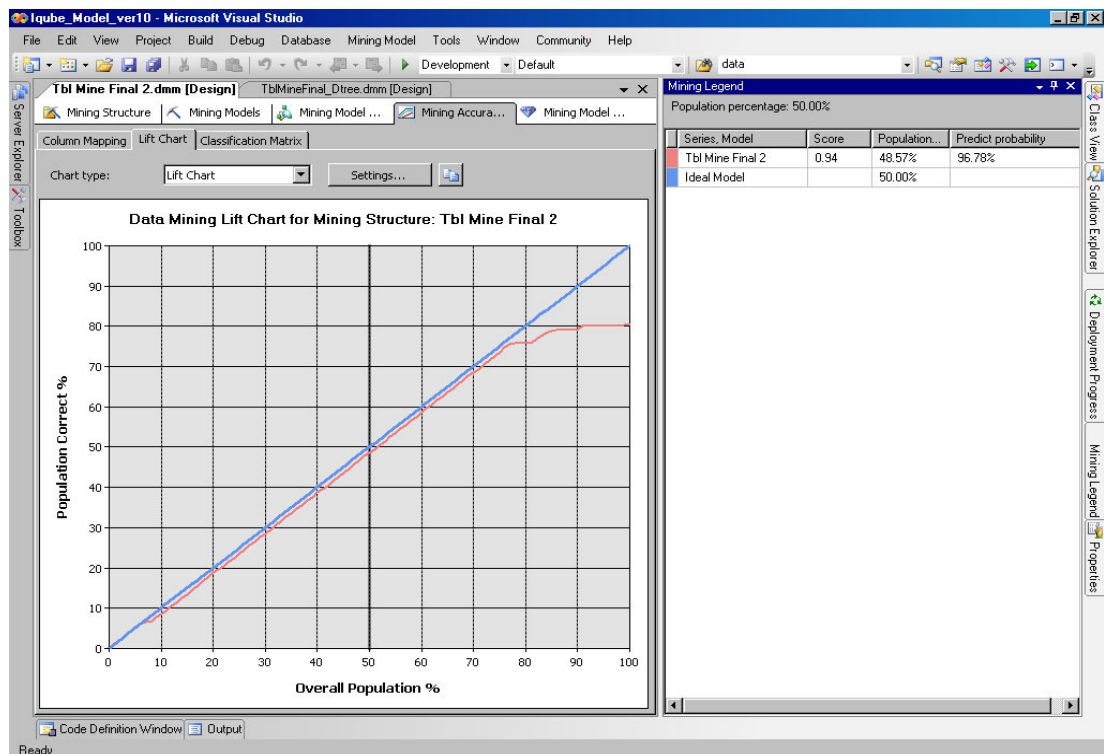 Iqube_Model_ver10 - Microsoft Visual Studio
File Edit View Project Build Debug Database Mining Model Tools Window Community Help
Development Default data
Server Explorer
Toolbox
Tbl Mine Final 2.dmm [Design] TblMineFinal_Dtree.dmm [Design]
Mining Structure Mining Models Mining Model ... Mining Accura... Mining Model ...
Column Mapping Lift Chart Classification Matrix
Chart type: Lift Chart Settings...
Data Mining Lift Chart for Mining Structure: Tbl Mine Final 2
Population Correct %
100
90
80
70
60
50
40
30
20
10
0
0 10 20 30 40 50 60 70 80 90 100
Overall Population %
Mining Legend
Population percentage: 50.00%
Series, Model Score Population... Predict probability
Tbl Mine Final 2 0.94 48.57% 96.78%
Ideal Model 50.00%
Class View
Solution Explorer
Deployment Progress
Mining Legend
Properties
Code Definition Window Output
Ready